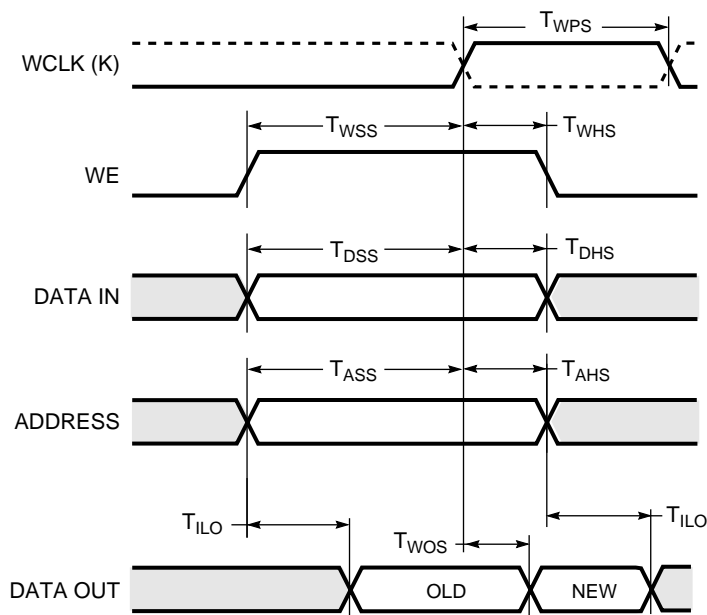 T_WPS
WCLK (K)
T_WSS T_WHS
WE
T_DSS T_DHS
DATA IN
T_ASS T_AHS
ADDRESS
T_ILO T_WOS T_ILO
DATA OUT OLD NEW